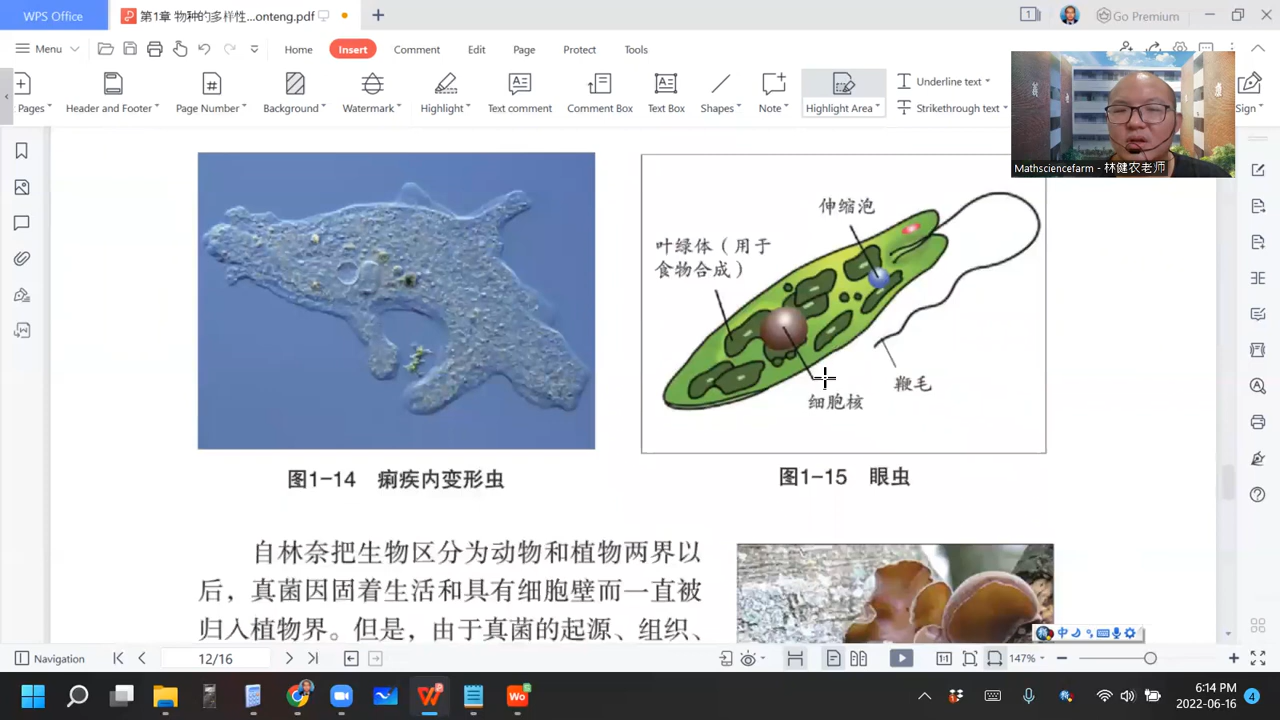 WPS Office
第1章 物种的多样性...onteng.pdf
1
Go Premium
Menu
Home
Insert
Comment
Edit
Page
Protect
Tools
Pages
Header and Footer
Page Number
Background
Watermark
Highlight
Text comment
Comment Box
Text Box
Shapes
Note
Highlight Area
Underline text
Strikethrough text
Sign
Mathsciencefarm - 林健农老师
伸缩泡
叶绿体（用于
食物合成）
鞭毛
细胞核
图1-14 痢疾内变形虫
图1-15 眼虫
自林奈把生物区分为动物和植物两界以
后，真菌因固着生活和具有细胞壁而一直被
归入植物界。但是，由于真菌的起源、组织、
中
Navigation
12/16
147%
6:14 PM
2022-06-16
4